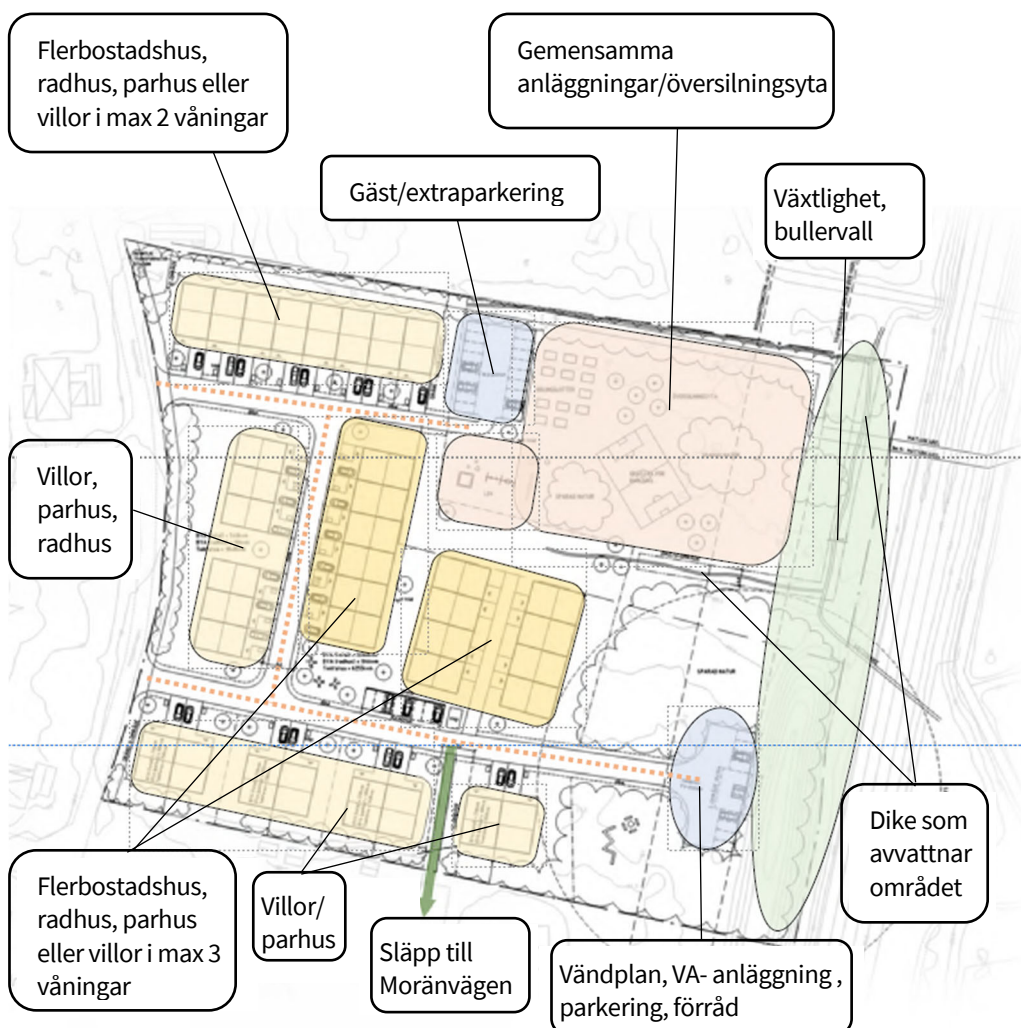 Flerbostadshus,
radhus, parhus eller
villor i max 2 våningar
Gemensamma
anläggningar/översilningsyta
Gäst/extraparkering
Växtlighet,
bullervall
Villor,
parhus,
radhus
Flerbostadshus,
radhus, parhus
eller villor i max 3
våningar
Villor/
parhus
Släpp till
Moränvägen
Vändplan, VA- anläggning ,
parkering, förråd
Dike som
avvattnar
området